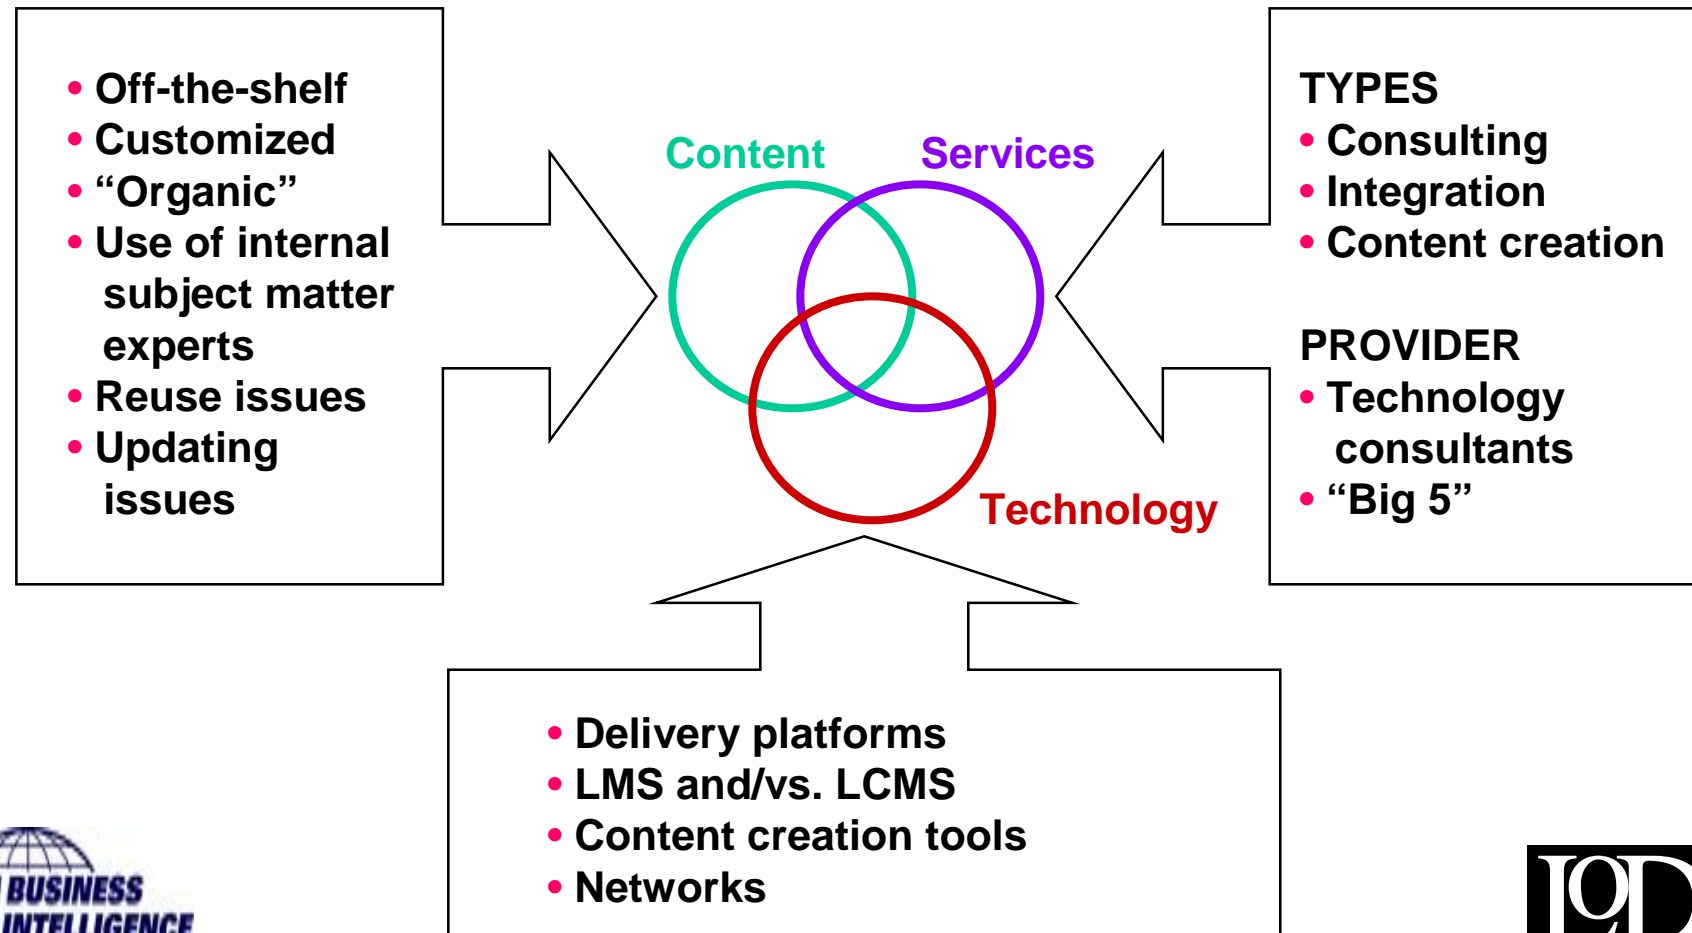 • Off-the-shelf
• Customized
• “Organic”
• Use of internal
subject matter
experts
• Reuse issues
• Updating
issues
Content
Services
Technology
TYPES
• Consulting
• Integration
• Content creation
PROVIDER
• Technology
consultants
• “Big 5”
• Delivery platforms
• LMS and/vs. LCMS
• Content creation tools
• Networks
BUSINESS
INTELLIGENCE